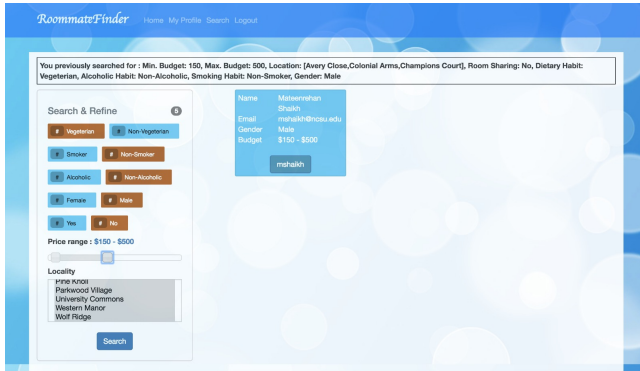 RoommateFinder Home My Profile Search Logout
You previously searched for : Min. Budget: 150, Max. Budget: 500, Location: [Avery Close,Colonial Arms,Champions Court], Room Sharing: No, Dietary Habit:
Vegeterian, Alcoholic Habit: Non-Alcoholic, Smoking Habit: Non-Smoker, Gender: Male
Search & Refine 5
# Vegeterian # Non-Vegeterian
# Smoker # Non-Smoker
# Alcoholic # Non-Alcoholic
# Female # Male
# Yes # No
Price range : $150 - $500
Locality
Pine Knoll
Parkwood Village
University Commons
Western Manor
Wolf Ridge
Search
Name Mateenrehan
Shaikh
Email mshaikh@ncsu.edu
Gender Male
Budget $150 - $500
mshaikh